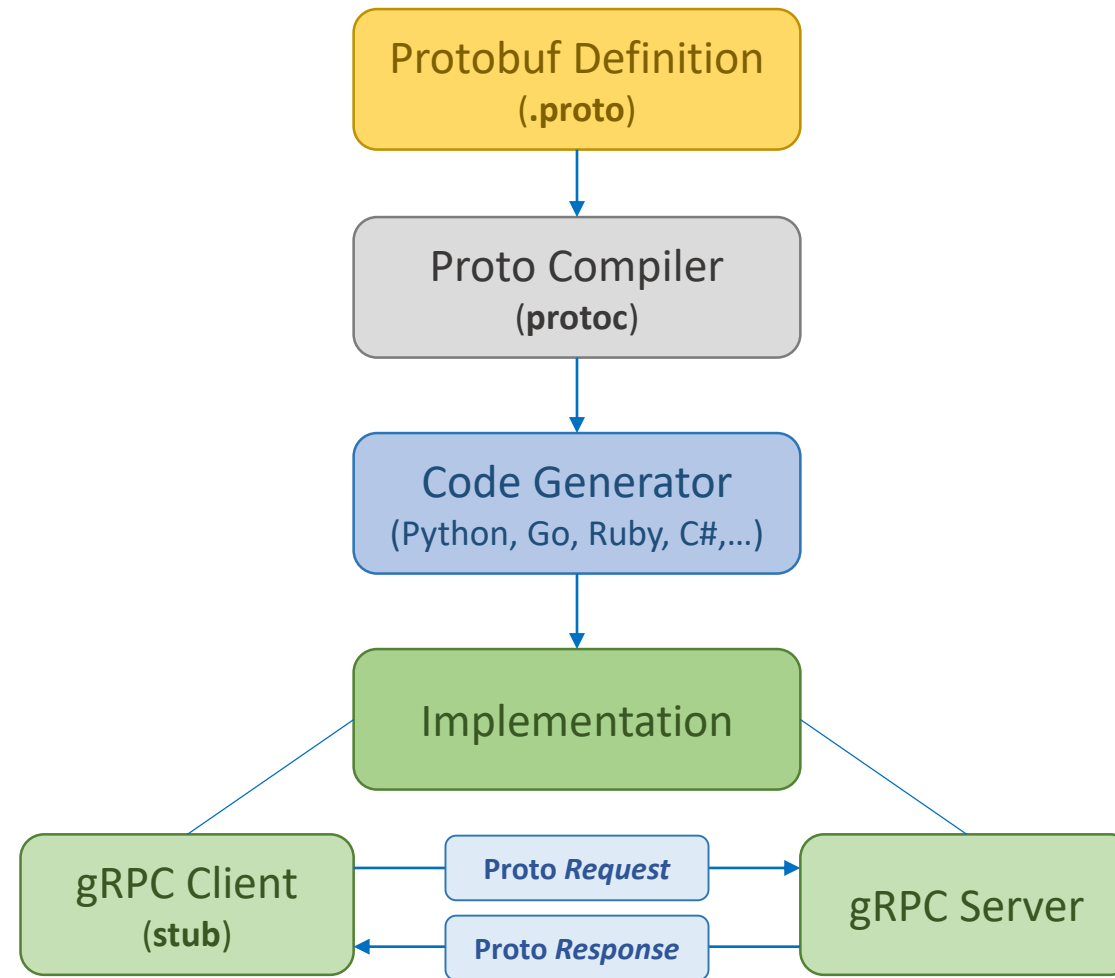 Protobuf Definition
(.proto)
Proto Compiler
(protoc)
Code Generator
(Python, Go, Ruby, C#,...)
Implementation
gRPC Client
(stub)
Proto Request
Proto Response
gRPC Server